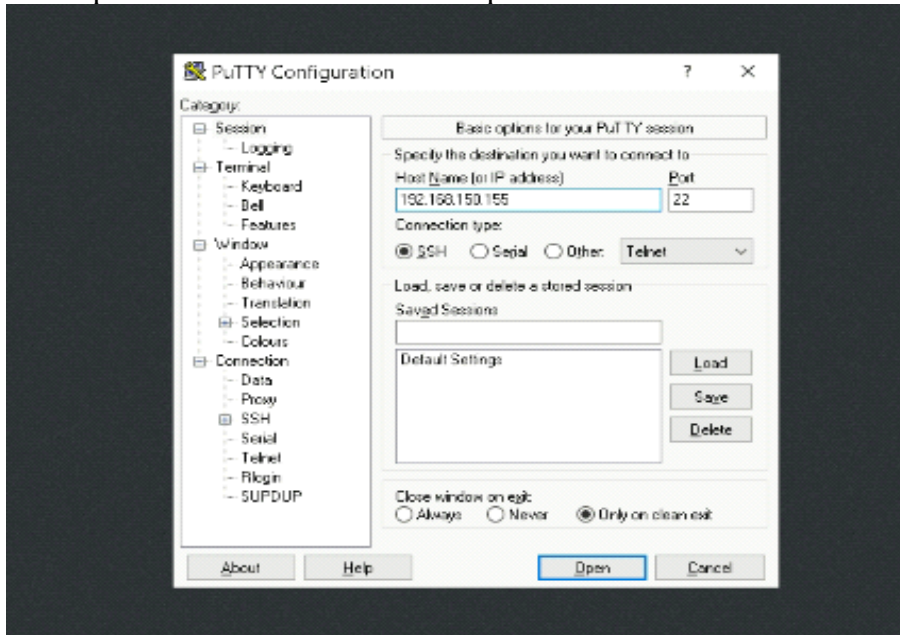 PuTTY Configuration
? ×
Category:
Session
Logging
Terminal
Keyboard
Bell
Features
Window
Appearance
Behaviour
Translation
Selection
Colours
Connection
Data
Proxy
SSH
Serial
Telnet
Rlogin
SUPDUP
Basic options for your PuTTY session
Specify the destination you want to connect to
Host Name (or IP address) Port
192.168.150.155 22
Connection type:
SSH Serial Other: Telnet
Load, save or delete a stored session
Saved Sessions
Default Settings
Load
Save
Delete
Close window on exit:
Always Never Only on clean exit
About Help Open Cancel